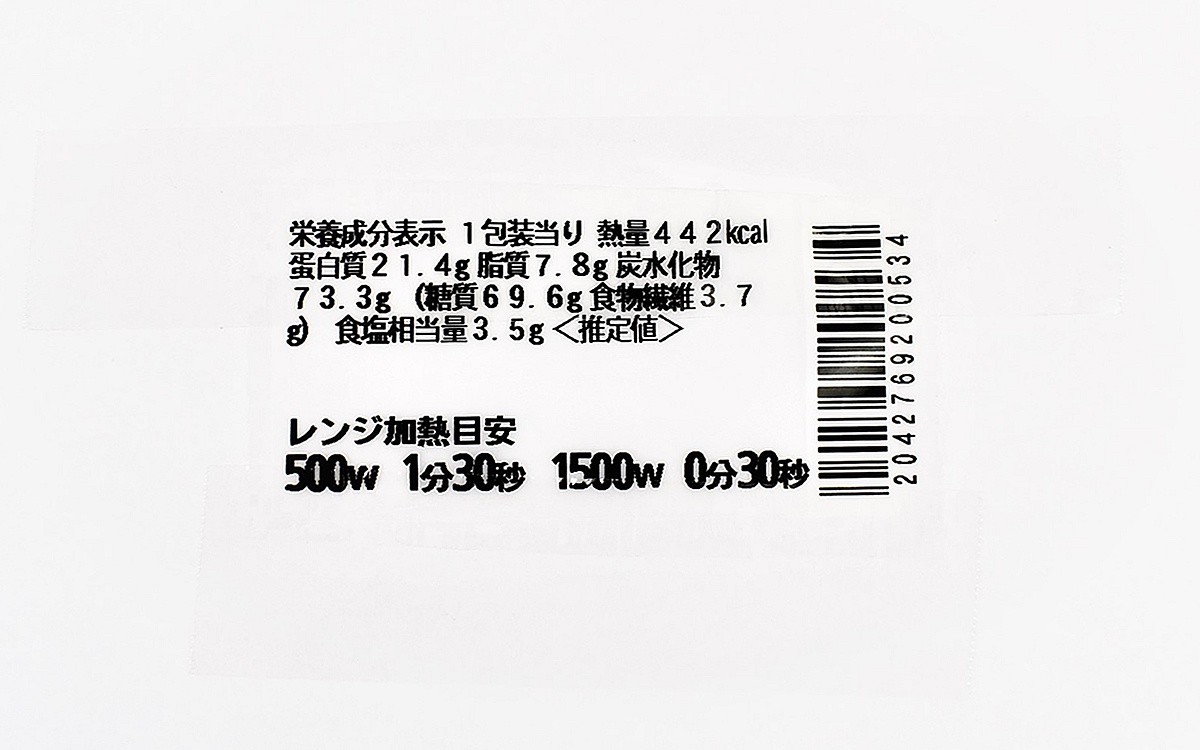 栄養成分表示 1包装当り 熱量442kcal
蛋白質21.4g 脂質7.8g 炭水化物
73.3g (糖質69.6g 食物繊維3.7
g) 食塩相当量3.5g <推定値>
レンジ加熱目安
500W 1分30秒 1500W 0分30秒
2042769200534